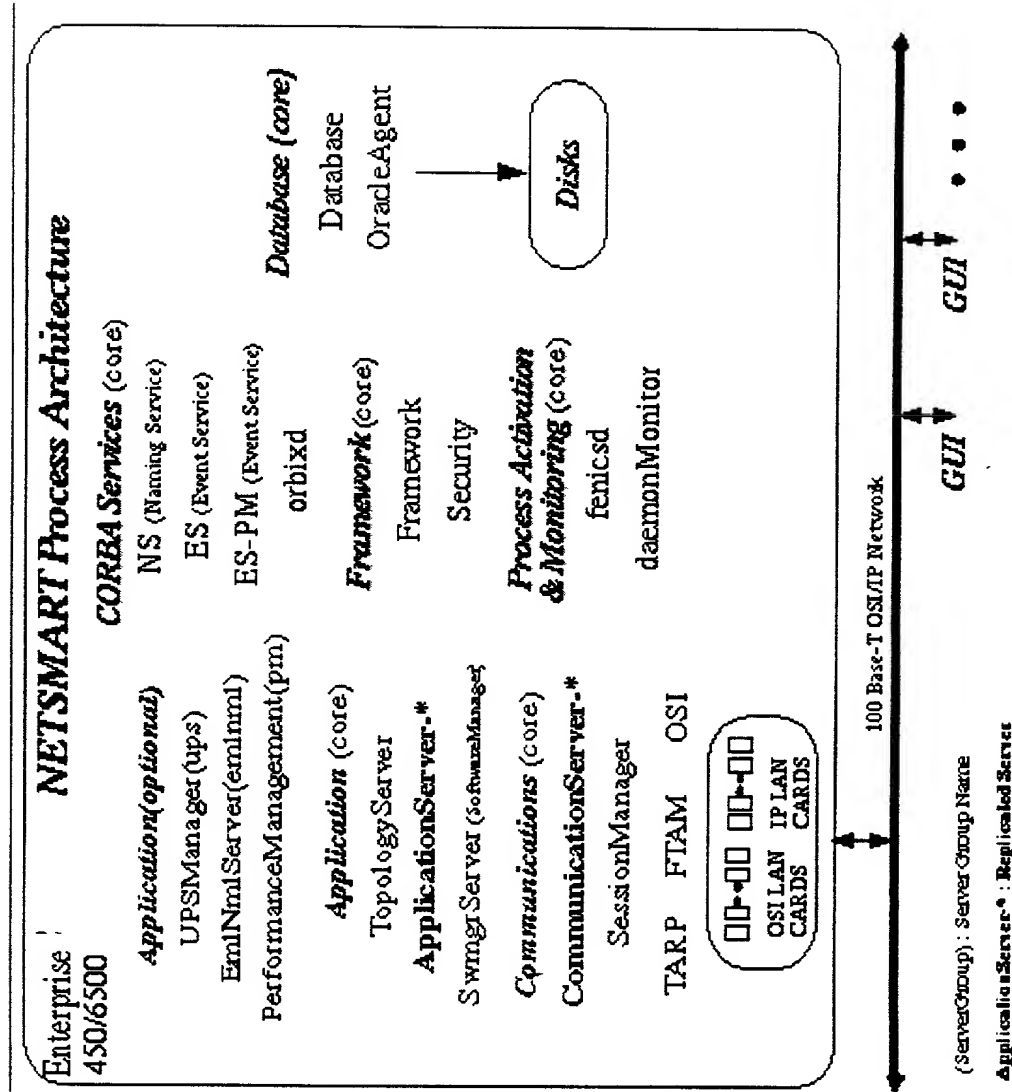 Enterprise
450/6500
NETSMART Process Architecture
Application(optional)
UPSManager(ups)
EmlNmlServer(emlnml)
PerformanceManagement(pm)
Application (core)
TopologyServer
ApplicationServer-*
SwmgrServer (SoftwareManager)
Communications (core)
CommunicationServer-*
SessionManager
TARP FTAM OSI
OSI LAN CARDS
IP LAN CARDS
CORBA Services (core)
NS (Naming Service)
ES (Event Service)
ES-PM (Event Service)
orbixd
Framework (core)
Framework
Security
Process Activation
& Monitoring (core)
fenicsd
daemonMonitor
Database (core)
Database
OracleAgent
Disks
100 Base-T OSI/IP Network
GUI
GUI
(ServerGroup) : Server Group Name
ApplicationServer-* : Replicated Server